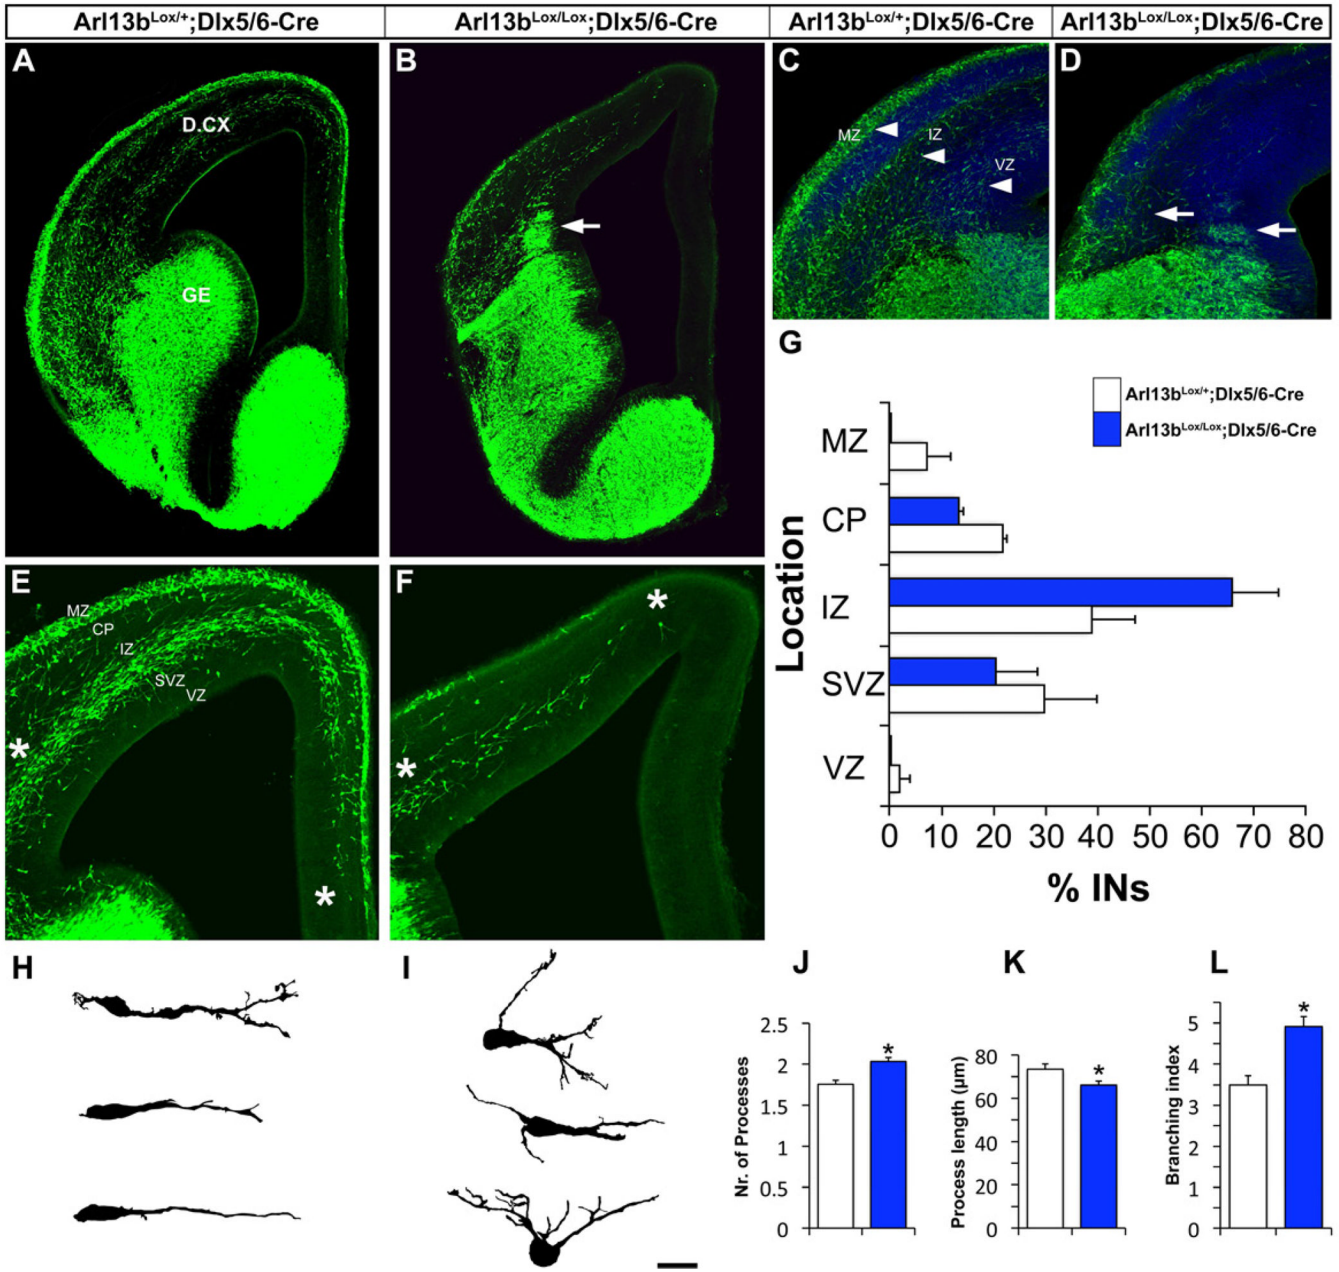 Arl13bLox/+;Dlx5/6-Cre
Arl13bLox/Lox;Dlx5/6-Cre
Arl13bLox/+;Dlx5/6-Cre
Arl13bLox/Lox;Dlx5/6-Cre
A
D.CX
GE
B
C
MZ
IZ
VZ
D
E
MZ
CP
IZ
SVZ
VZ
*
*
F
*
*
G
Arl13bLox/+;Dlx5/6-Cre
Arl13bLox/Lox;Dlx5/6-Cre
Location
MZ
CP
IZ
SVZ
VZ
0 10 20 30 40 50 60 70 80
% INs
H
I
J
Nr. of Processes
2.5
2
1.5
1
0.5
0
*
K
Process length (µm)
80
60
40
20
0
*
L
Branching index
5
4
3
2
1
0
*